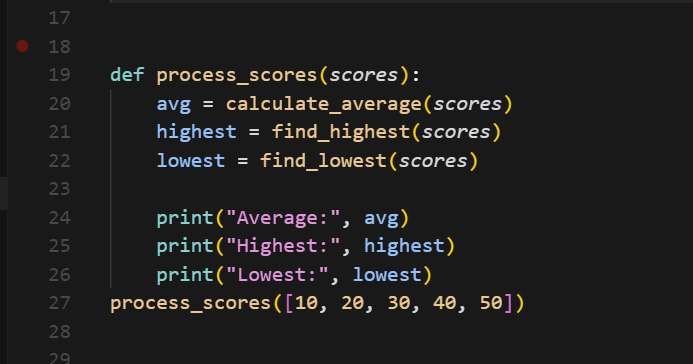 17
18
19 def process_scores(scores):
20     avg = calculate_average(scores)
21     highest = find_highest(scores)
22     lowest = find_lowest(scores)
23
24     print("Average:", avg)
25     print("Highest:", highest)
26     print("Lowest:", lowest)
27 process_scores([10, 20, 30, 40, 50])
28
29